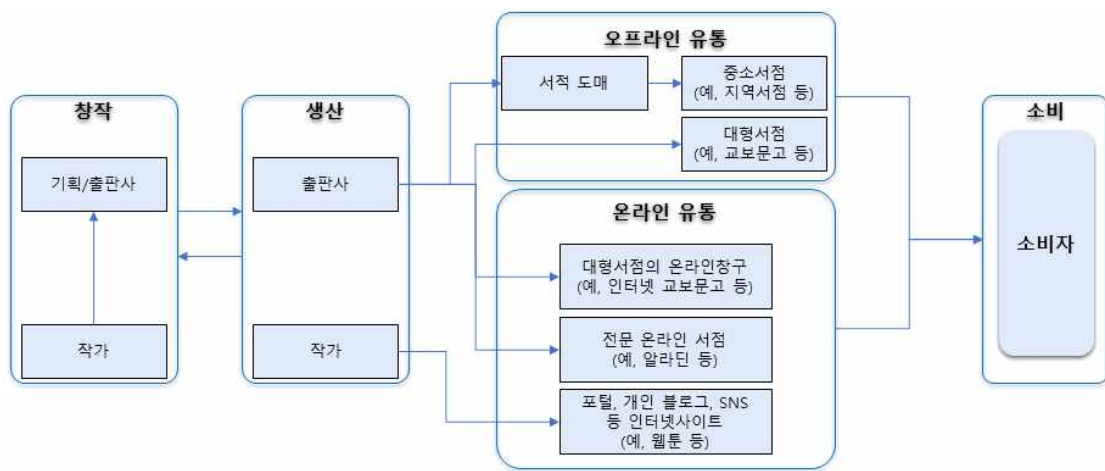 창작
기획/출판사
작가
생산
출판사
작가
오프라인 유통
서적 도매
중소서점
(예, 지역서점 등)
대형서점
(예, 교보문고 등)
온라인 유통
대형서점의 온라인창구
(예, 인터넷 교보문고 등)
전문 온라인 서점
(예, 알라딘 등)
포털, 개인 블로그, SNS
등 인터넷사이트
(예, 웹툰 등)
소비
소비자